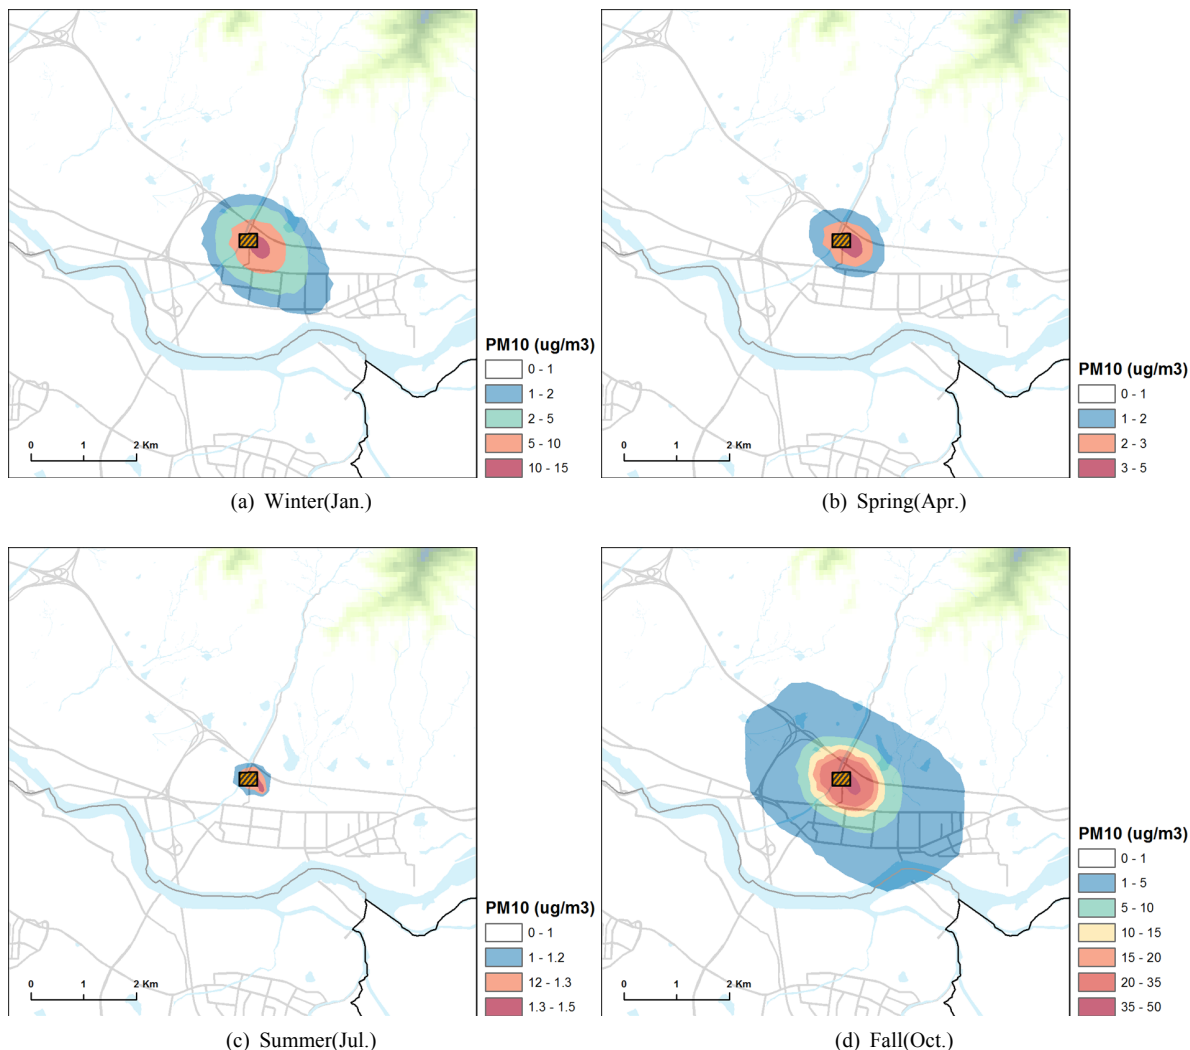 PM10 (ug/m3)
0 - 1
1 - 2
2 - 5
5 - 10
10 - 15
0 1 2 Km
(a) Winter(Jan.)
PM10 (ug/m3)
0 - 1
1 - 2
2 - 3
3 - 5
0 1 2 Km
(b) Spring(Apr.)
PM10 (ug/m3)
0 - 1
1 - 1.2
12 - 1.3
1.3 - 1.5
0 1 2 Km
(c) Summer(Jul.)
PM10 (ug/m3)
0 - 1
1 - 5
5 - 10
10 - 15
15 - 20
20 - 35
35 - 50
0 1 2 Km
(d) Fall(Oct.)